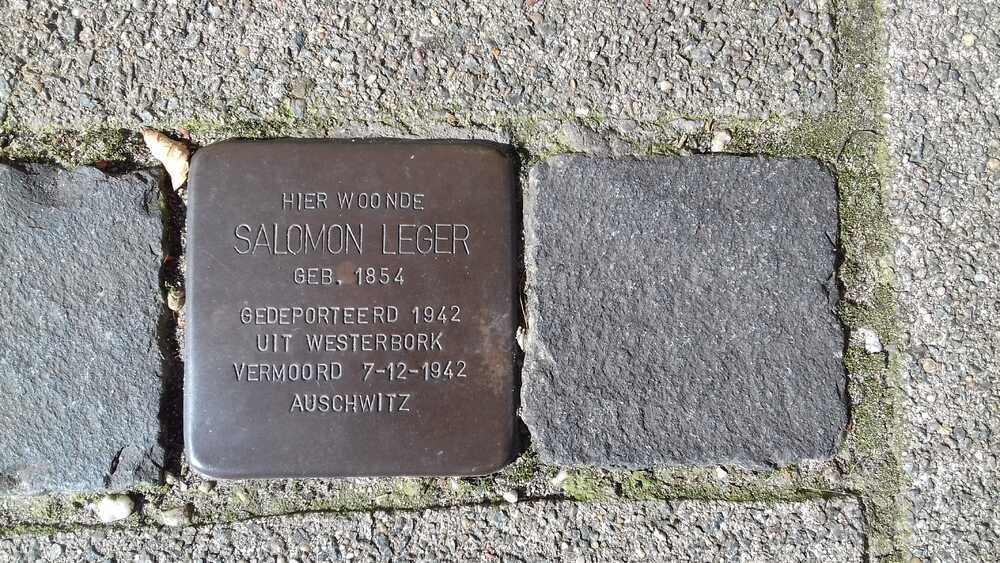 HIER WOONDE
SALOMON LEGER
GEB. 1854
GEDEPORTEERD 1942
UIT WESTERBORK
VERMOORD 7-12-1942
AUSCHWITZ